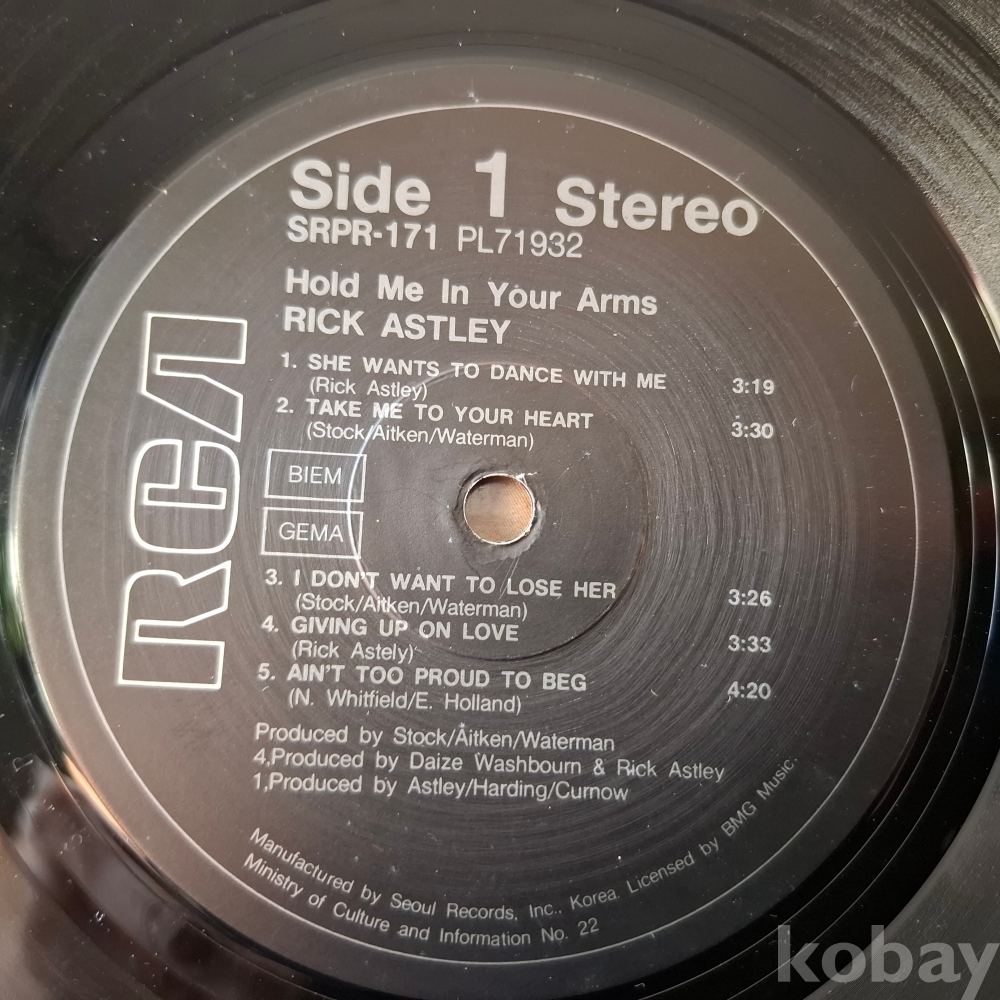 Side 1 Stereo
SRPR-171 PL71932
Hold Me In Your Arms
RICK ASTLEY
1. SHE WANTS TO DANCE WITH ME 3:19
(Rick Astley)
2. TAKE ME TO YOUR HEART 3:30
(Stock/Aitken/Waterman)
RCA
BIEM
GEMA
3. I DON'T WANT TO LOSE HER 3:26
(Stock/Aitken/Waterman)
4. GIVING UP ON LOVE 3:33
(Rick Astely)
5. AIN'T TOO PROUD TO BEG 4:20
(N. Whitfield/E. Holland)
Produced by Stock/Aitken/Waterman
4,Produced by Daize Washbourn & Rick Astley
1,Produced by Astley/Harding/Curnow
Manufactured by Seoul Records, Inc., Korea. Licensed by BMG Music.
Ministry of Culture and Information No. 22
kobay